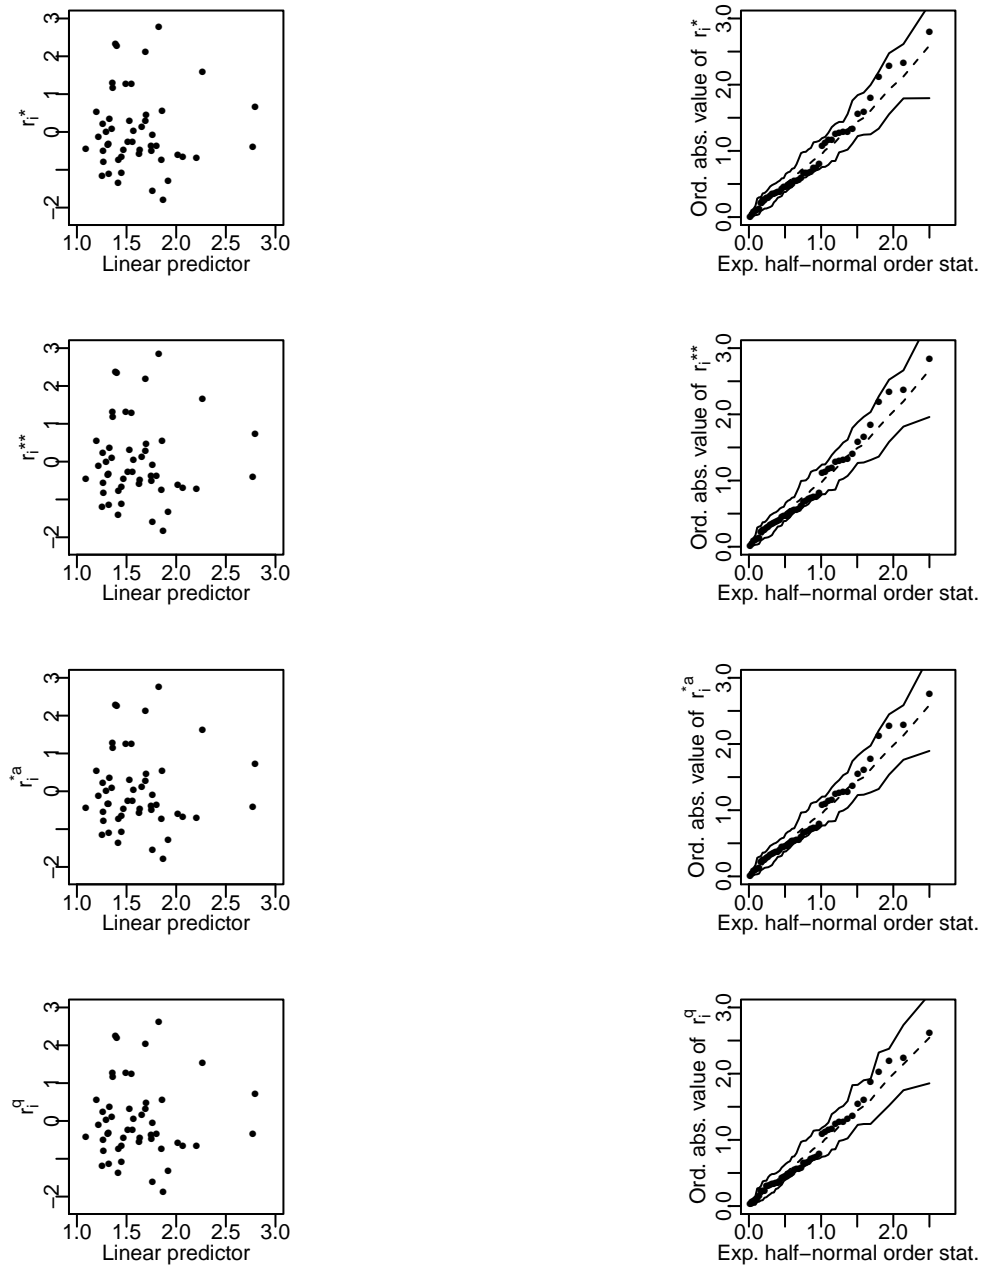 3
2
1
0
−2
r_i^*
1.0 1.5 2.0 2.5 3.0
Linear predictor
3.0
2.0
1.0
0.0
Ord. abs. value of r_i^*
0.0 1.0 2.0
Exp. half−normal order stat.
3
2
1
0
−2
r_i^**
1.0 1.5 2.0 2.5 3.0
Linear predictor
3.0
2.0
1.0
0.0
Ord. abs. value of r_i^**
0.0 1.0 2.0
Exp. half−normal order stat.
3
2
1
0
−2
r_i^*a
1.0 1.5 2.0 2.5 3.0
Linear predictor
3.0
2.0
1.0
0.0
Ord. abs. value of r_i^*a
0.0 1.0 2.0
Exp. half−normal order stat.
3
2
1
0
−2
r_i^q
1.0 1.5 2.0 2.5 3.0
Linear predictor
3.0
2.0
1.0
0.0
Ord. abs. value of r_i^q
0.0 1.0 2.0
Exp. half−normal order stat.